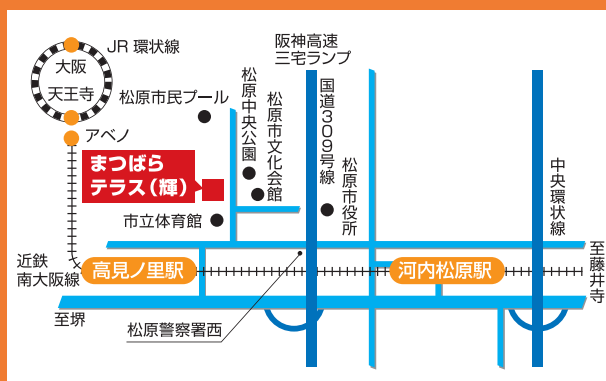 JR 環状線
大阪
天王寺
アベノ
阪神高速
三宅ランプ
松原市民プール
松原中央公園
松原市文化会館
国道309号線
松原市役所
中央環状線
まつばら
テラス（輝）
市立体育館
近鉄
南大阪線
高見ノ里駅
河内松原駅
至藤井寺
至堺
松原警察署西